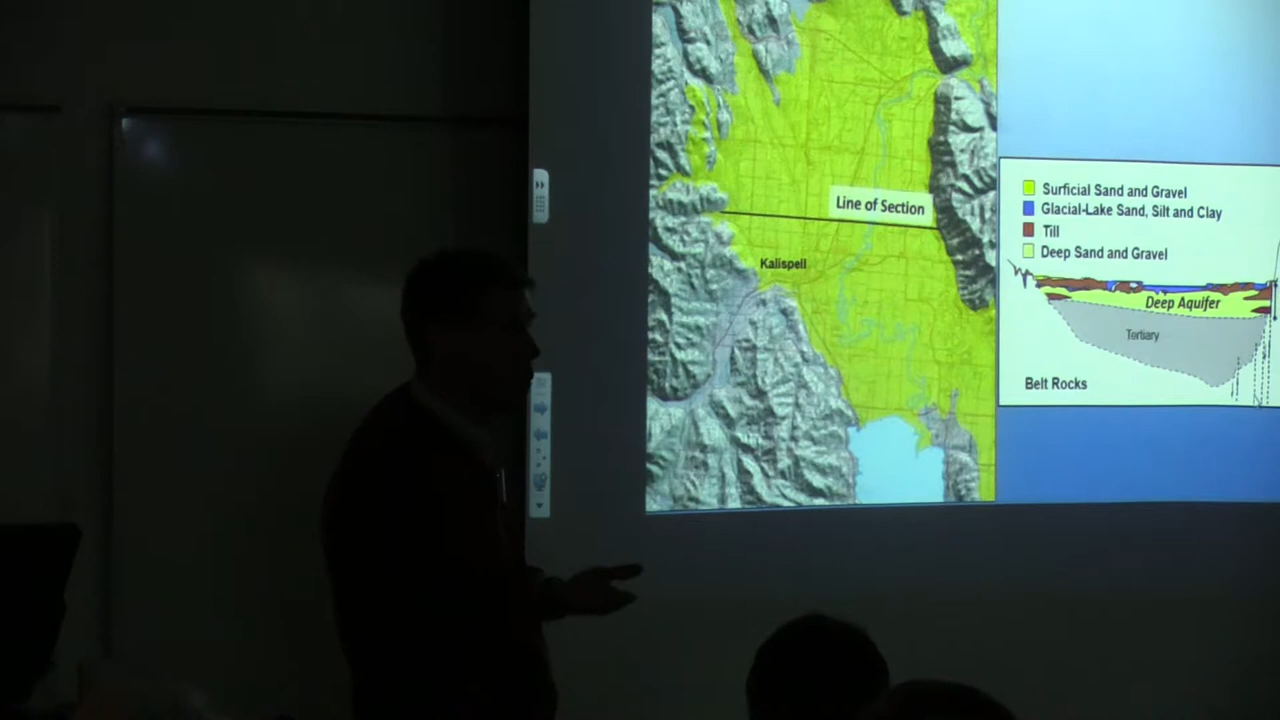 Line of Section
Kalispell
Surficial Sand and Gravel
Glacial-Lake Sand, Silt and Clay
Till
Deep Sand and Gravel
Deep Aquifer
Tertiary
Belt Rocks